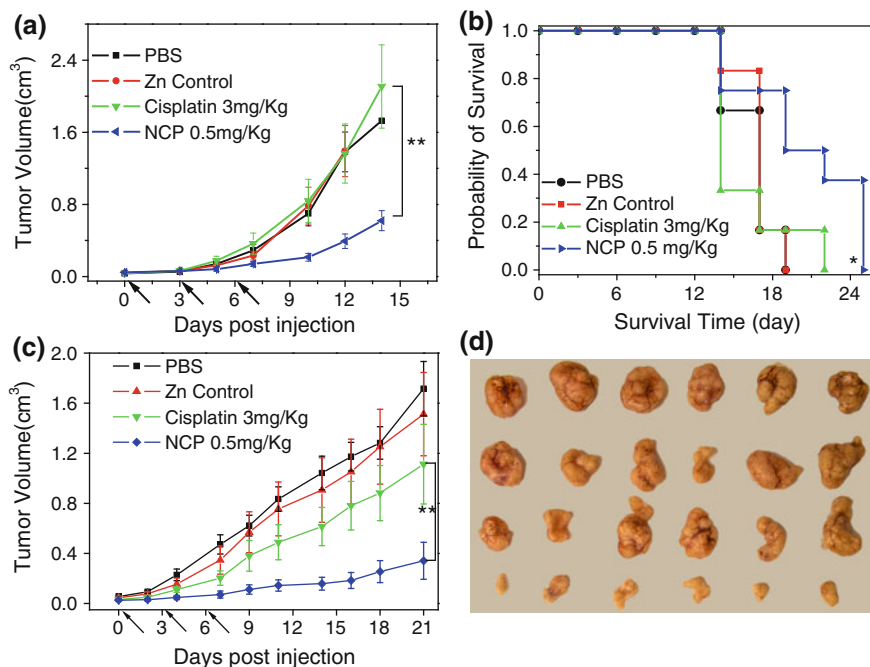 (a)
Tumor Volume(cm³)
2.4
1.6
0.8
0.0
PBS
Zn Control
Cisplatin 3mg/Kg
NCP 0.5mg/Kg
**
0 3 6 10 12 15
Days post injection
(b)
Probability of Survival
1.0
0.8
0.6
0.4
0.2
0.0
PBS
Zn Control
Cisplatin 3mg/Kg
NCP 0.5 mg/Kg
*
0 6 12 18 24
Survival Time (day)
(c)
Tumor Volume(cm³)
2.0
1.6
1.2
0.8
0.4
0.0
PBS
Zn Control
Cisplatin 3mg/Kg
NCP 0.5mg/Kg
**
0 3 6 9 12 15 18 21
Days post injection
(d)